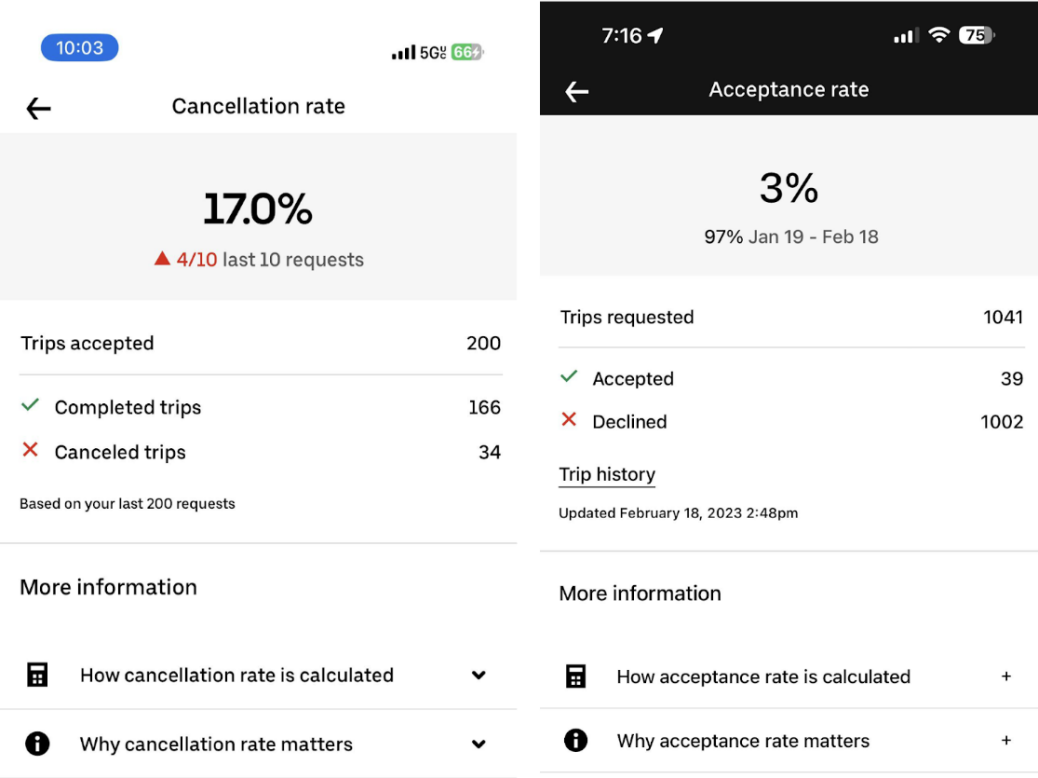 10:03
5G 66
Cancellation rate
17.0%
4/10 last 10 requests
Trips accepted 200
Completed trips 166
Canceled trips 34
Based on your last 200 requests
More information
How cancellation rate is calculated
Why cancellation rate matters
7:16
75
Acceptance rate
3%
97% Jan 19 - Feb 18
Trips requested 1041
Accepted 39
Declined 1002
Trip history
Updated February 18, 2023 2:48pm
More information
How acceptance rate is calculated +
Why acceptance rate matters +